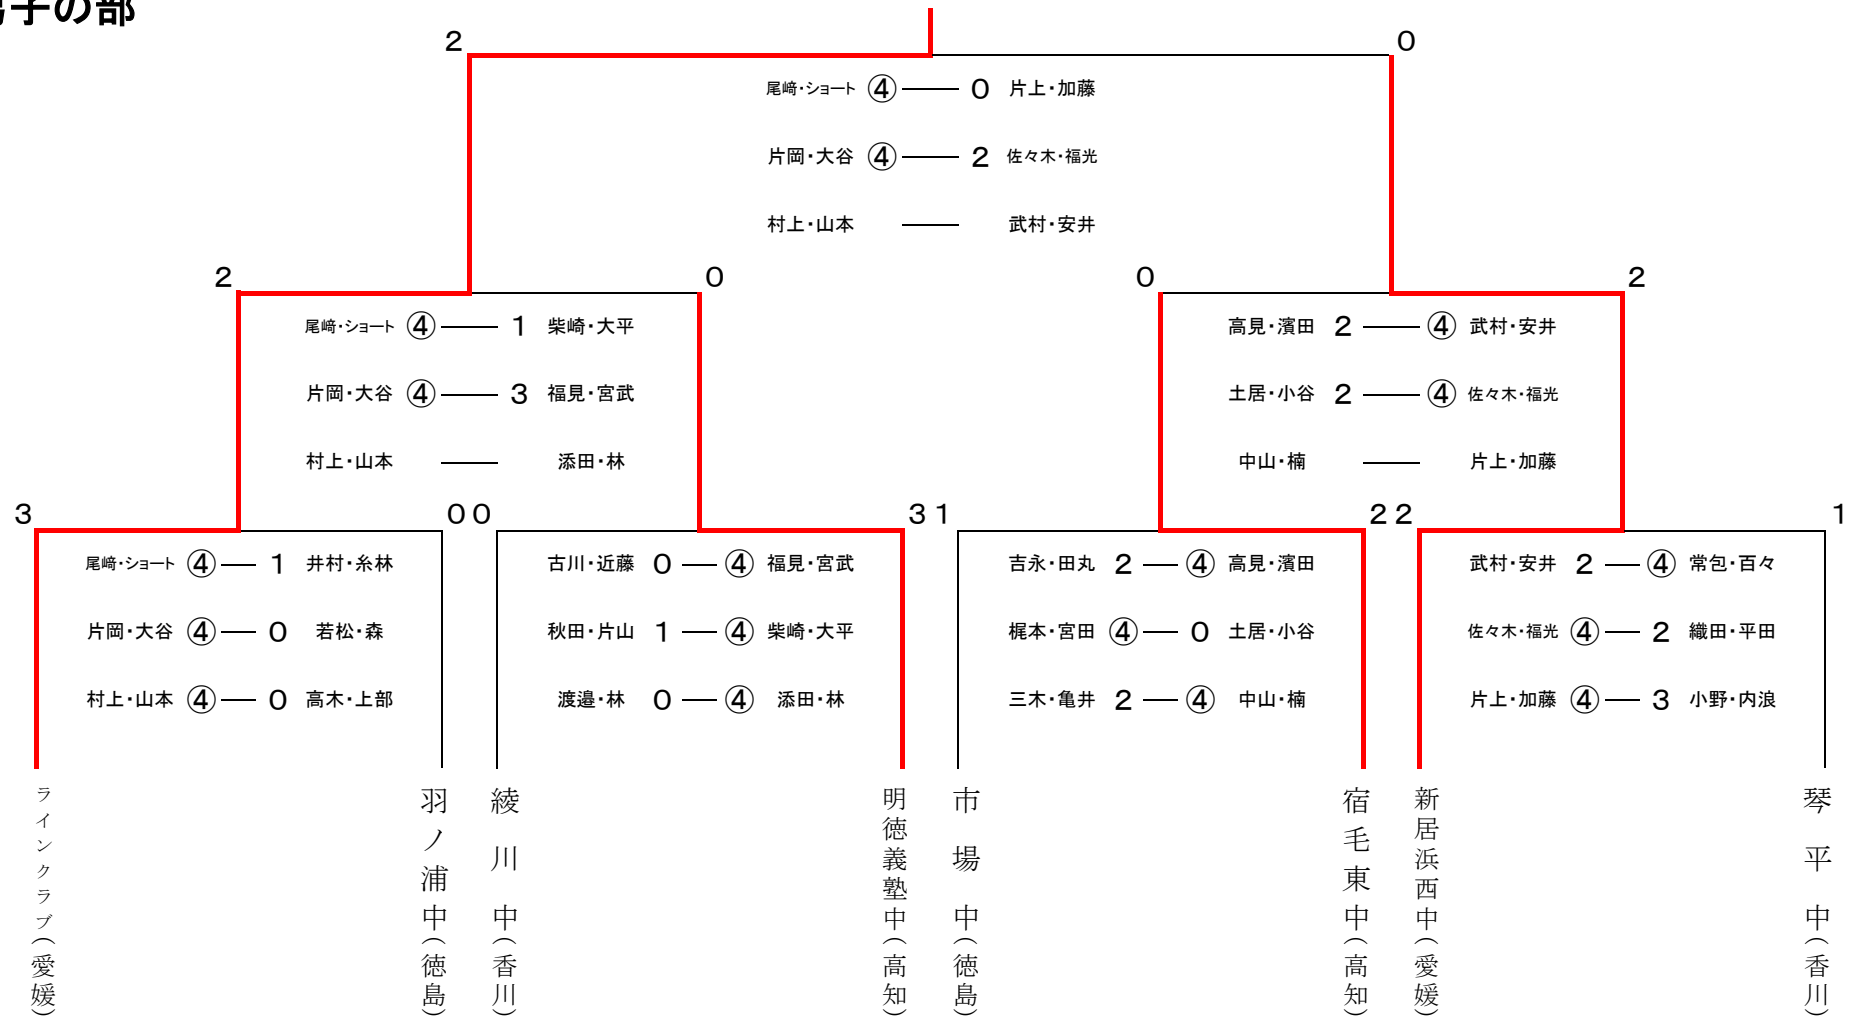 男子の部
2 0
尾﨑・ショート ④ 0 片上・加藤
片岡・大谷 ④ 2 佐々木・福光
村上・山本 武村・安井
2 0 0 2
尾﨑・ショート ④ 1 柴崎・大平 高見・濱田 2 ④ 武村・安井
片岡・大谷 ④ 3 福見・宮武 土居・小谷 2 ④ 佐々木・福光
村上・山本 添田・林 中山・楠 片上・加藤
3 0 0 3 1 2 2 1
尾﨑・ショート ④ 1 井村・糸林 古川・近藤 0 ④ 福見・宮武 吉永・田丸 2 ④ 高見・濱田 武村・安井 2 ④ 常包・百々
片岡・大谷 ④ 0 若松・森 秋田・片山 1 ④ 柴崎・大平 梶本・宮田 ④ 0 土居・小谷 佐々木・福光 ④ 2 織田・平田
村上・山本 ④ 0 高木・上部 渡邉・林 0 ④ 添田・林 三木・亀井 2 ④ 中山・楠 片上・加藤 ④ 3 小野・内浪
ラインクラブ(愛媛)
羽ノ浦中(徳島)
綾川中(香川)
明徳義塾中(高知)
市場中(徳島)
宿毛東中(高知)
新居浜西中(愛媛)
琴平中(香川)